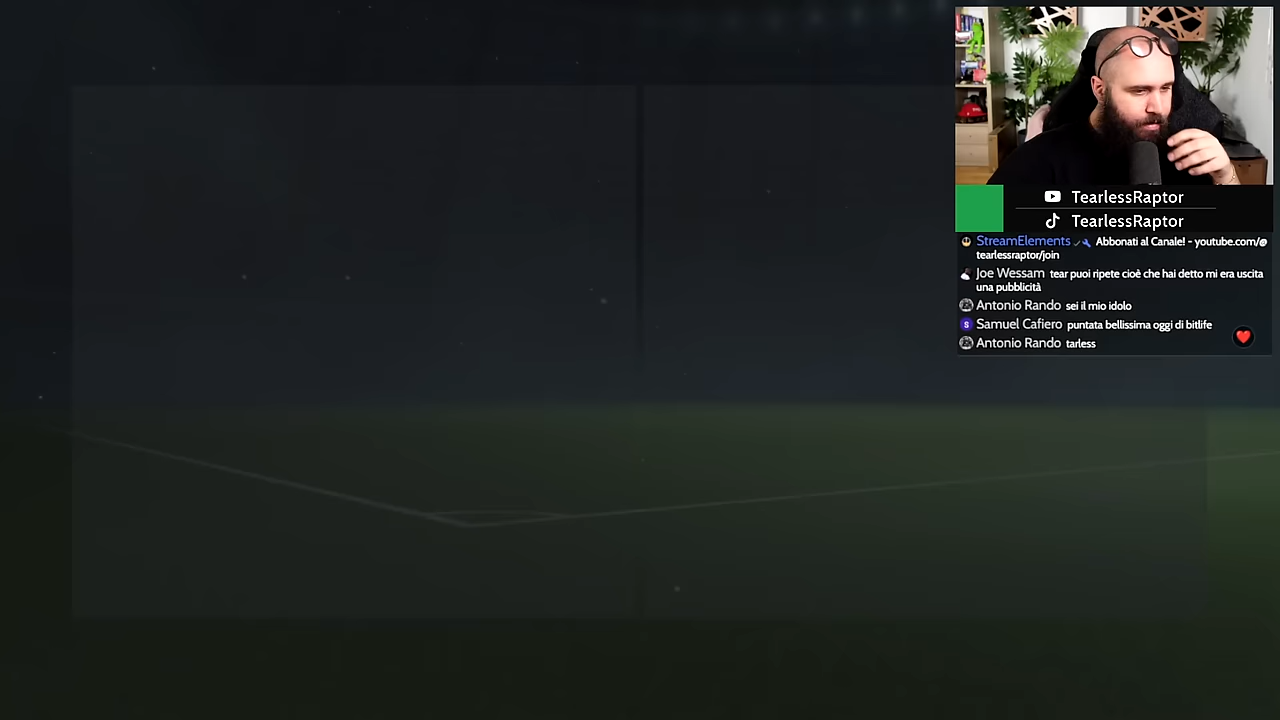 TearlessRaptor
TearlessRaptor
StreamElements Abbonati al Canale! - youtube.com/@
tearlessraptor/join
Joe Wessam tear puoi ripete cioè che hai detto mi era uscita
una pubblicità
Antonio Rando sei il mio idolo
S Samuel Cafiero puntata bellissima oggi di bitlife
Antonio Rando tarless